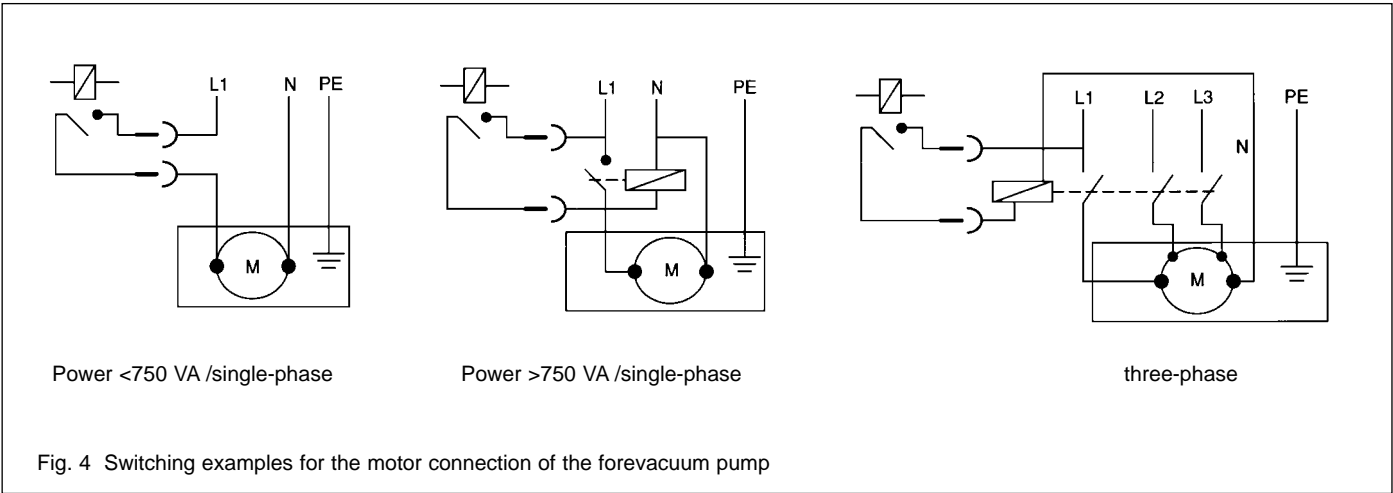 L1 N PE
M
Power <750 VA /single-phase
L1 N PE
M
Power >750 VA /single-phase
L1 L2 L3 PE
N
M
three-phase
Fig. 4 Switching examples for the motor connection of the forevacuum pump